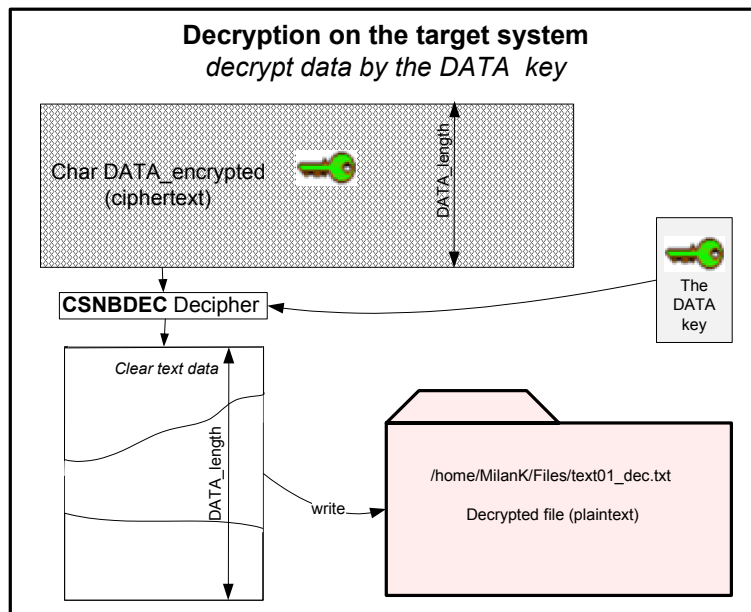 Decryption on the target system
decrypt data by the DATA key
Char DATA_encrypted
(ciphertext)
DATA_length
The
DATA
key
CSNBDEC Decipher
Clear text data
DATA_length
write
/home/MilanK/Files/text01_dec.txt
Decrypted file (plaintext)